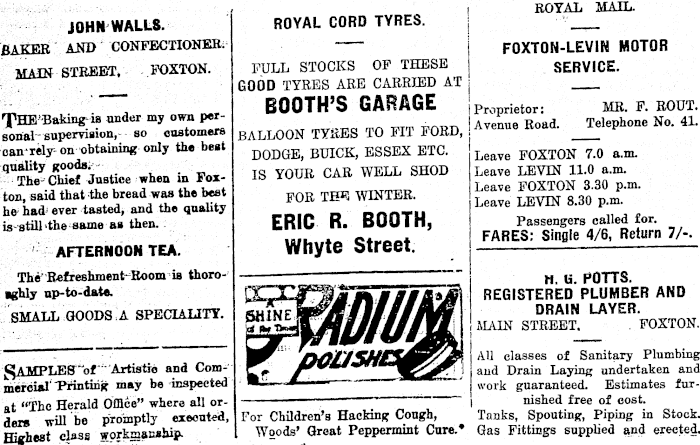 JOHN WALLS.
BAKER AND CONFECTIONER.
MAIN STREET, FOXTON.
THE Baking is under my own per-
sonal supervision, so customers
can rely on obtaining only the best
quality goods.
The Chief Justice when in Fox-
ton, said that the bread was the best
he had ever tasted, and the quality
is still the same as then.
AFTERNOON TEA.
The Refreshment Room is thoro-
ughly up-to-date.
SMALL GOODS A SPECIALITY.
SAMPLES of Artistic and Com-
mercial Printing may be inspected
at "The Herald Office" where all or-
ders will be promptly executed,
Highest class workmanship.
ROYAL CORD TYRES.
FULL STOCKS OF THESE
GOOD TYRES ARE CARRIED AT
BOOTH'S GARAGE
BALLOON TYRES TO FIT FORD,
DODGE, BUICK, ESSEX ETC.
IS YOUR CAR WELL SHOD
FOR THE WINTER.
ERIC R. BOOTH,
Whyte Street.
A
SHINE
RADIUM
POLISHES
For Children's Hacking Cough,
Woods' Great Peppermint Cure.*
ROYAL MAIL.
FOXTON-LEVIN MOTOR
SERVICE.
Proprietor: MR. F. ROUT.
Avenue Road. Telephone No. 41.
Leave FOXTON 7.0 a.m.
Leave LEVIN 11.0 a.m.
Leave FOXTON 3.30 p.m.
Leave LEVIN 8.30 p.m.
Passengers called for.
FARES: Single 4/6, Return 7/-.
H. G. POTTS.
REGISTERED PLUMBER AND
DRAIN LAYER.
MAIN STREET, FOXTON.
All classes of Sanitary Plumbing
and Drain Laying undertaken and
work guaranteed. Estimates fur-
nished free of cost.
Tanks, Spouting, Piping in Stock.
Gas Fittings supplied and erected.